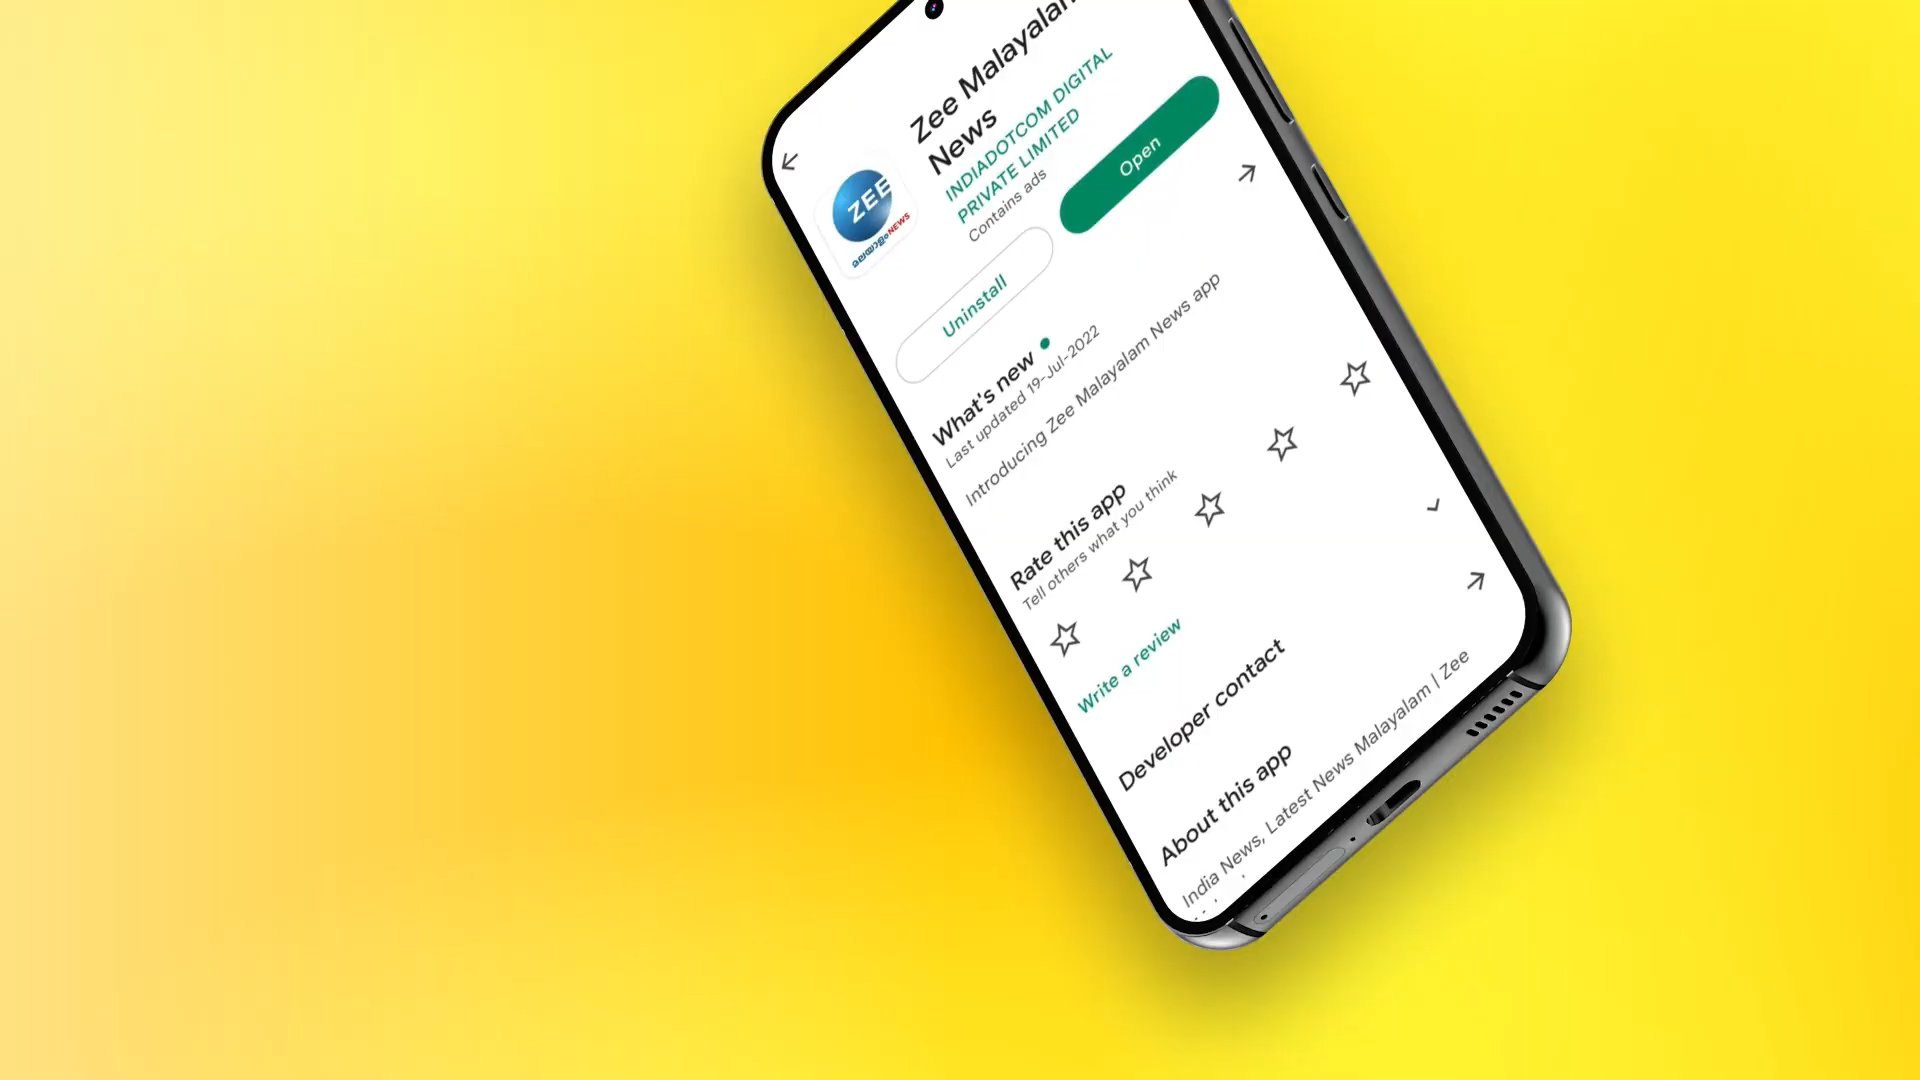 Zee Malayalam
News
INDIADOTCOM DIGITAL
PRIVATE LIMITED
Contains ads
ZEE
മലയാളം NEWS
Uninstall
Open
What's new
Last updated 19-Jul-2022
Introducing Zee Malayalam News app
Rate this app
Tell others what you think
Write a review
Developer contact
About this app
India News, Latest News Malayalam | Zee